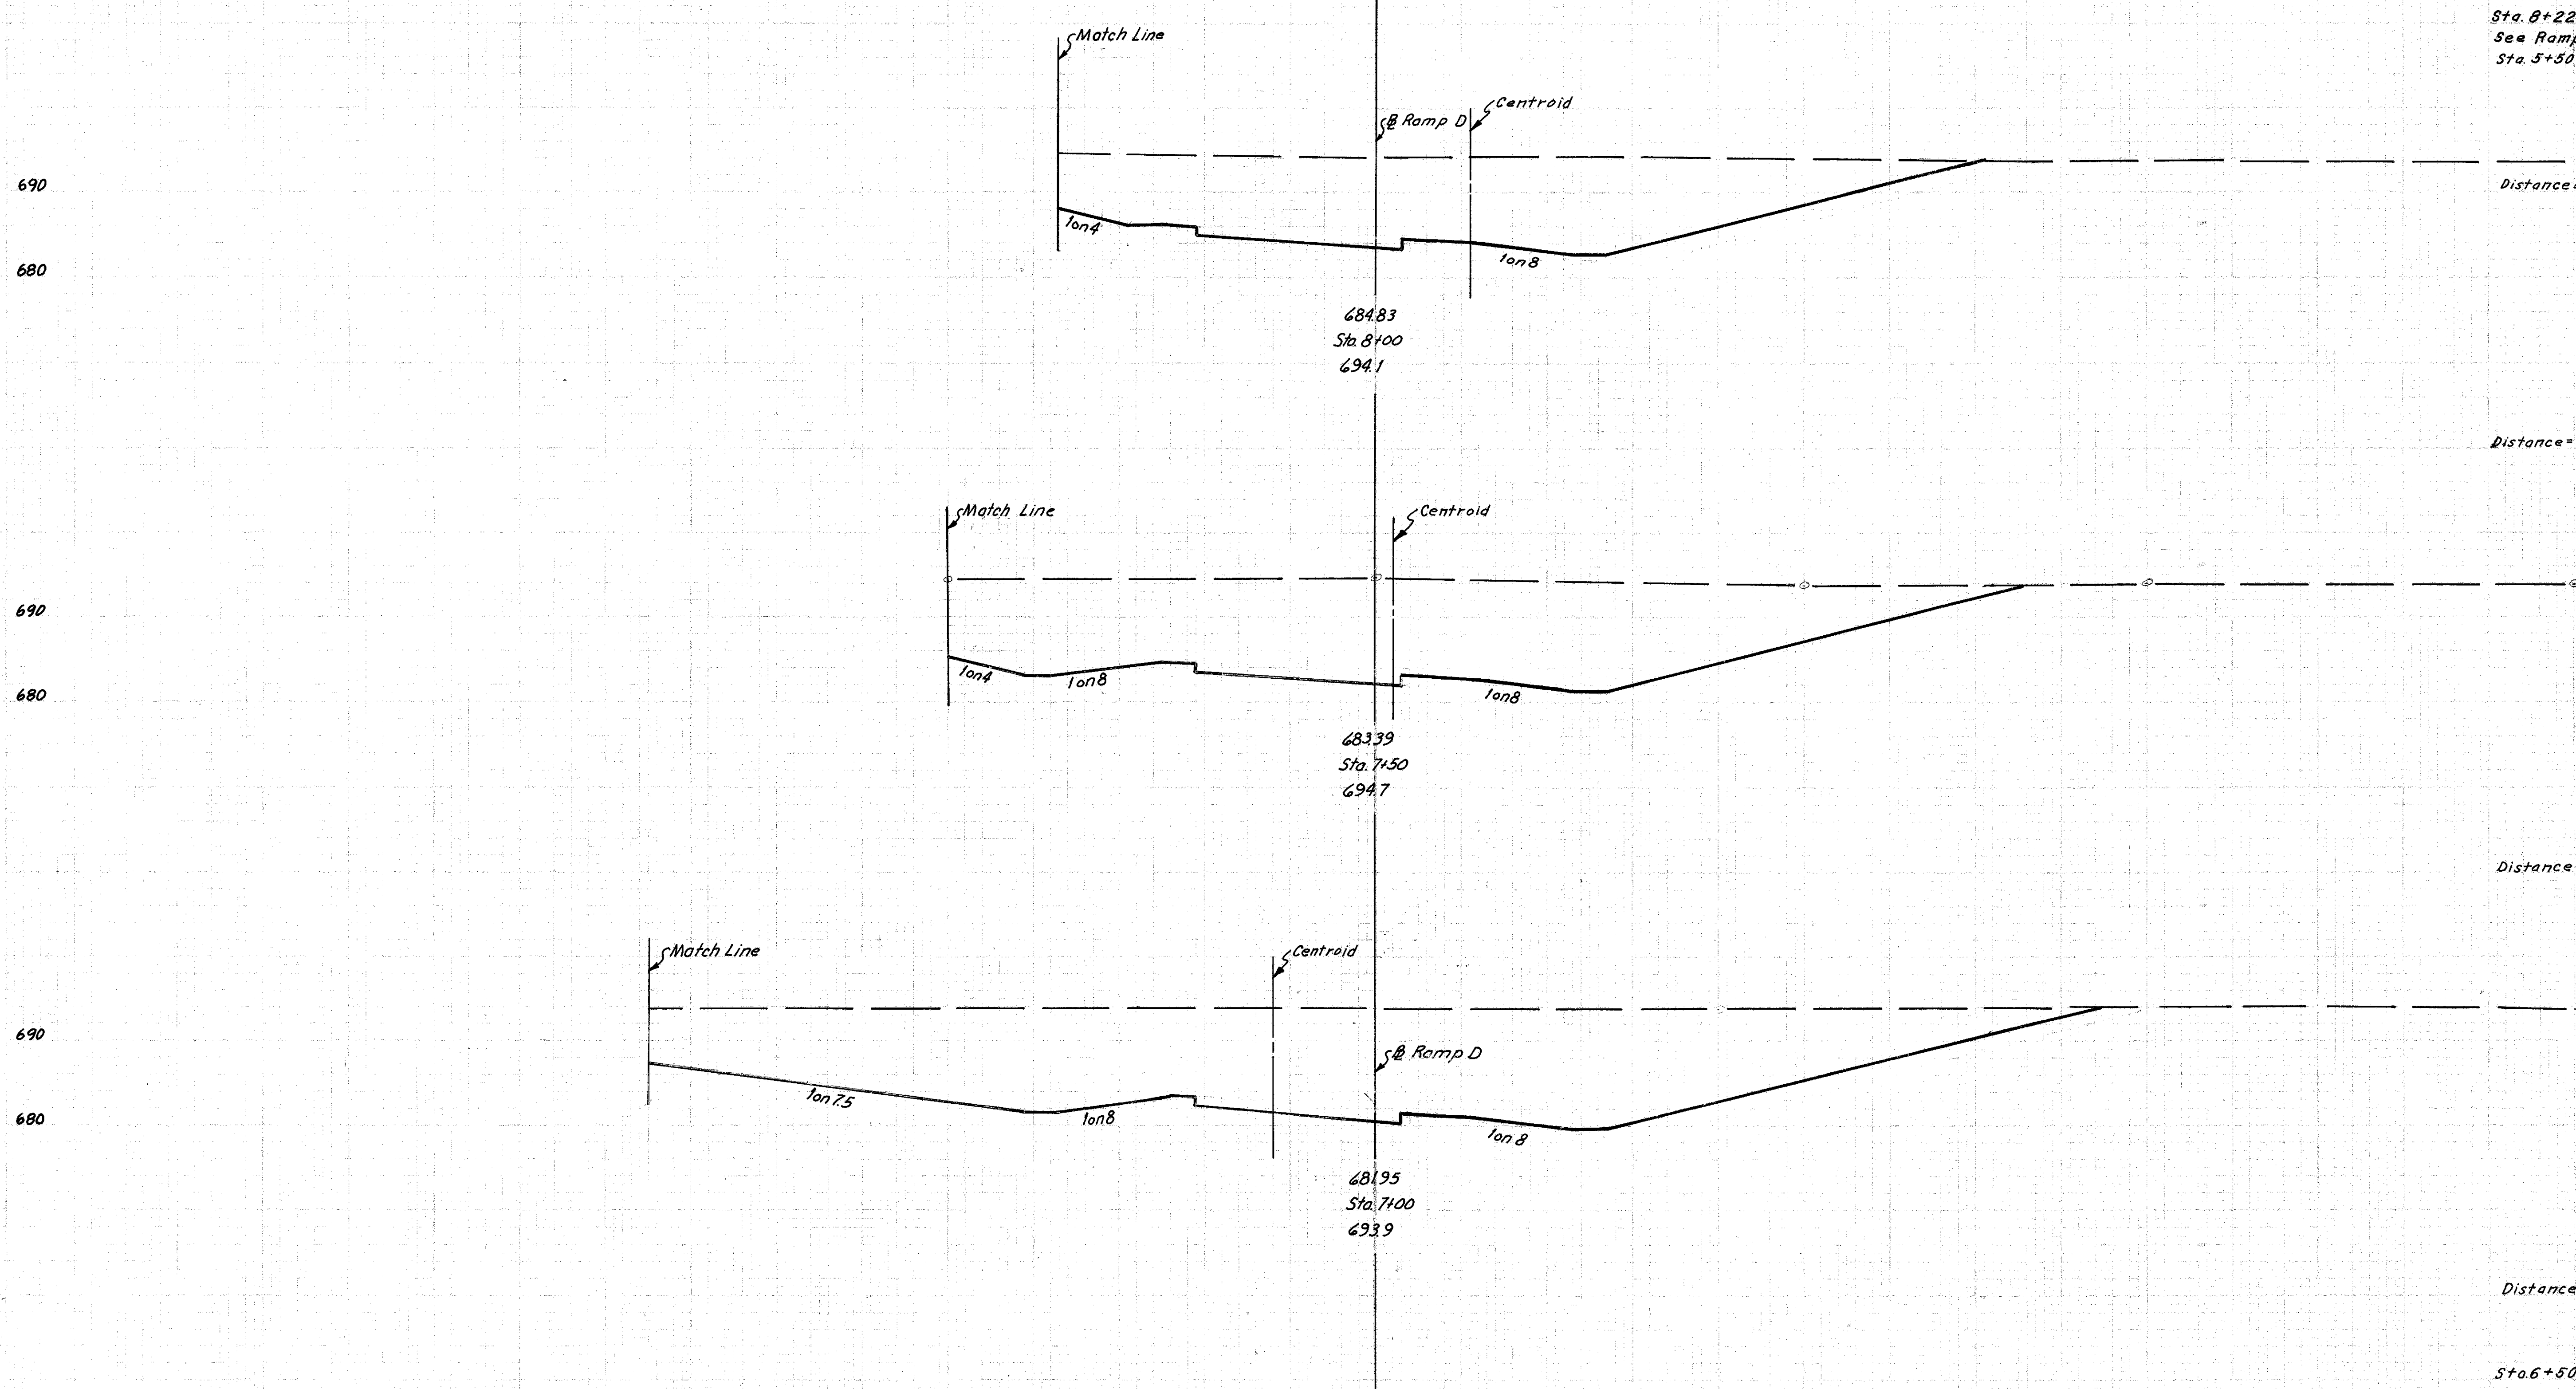 Sta. 8+22
See Ramp
Sta. 5+50
Match Line
Centroid
℄ Ramp D
690
Distance=
1on4
680
1on8
684.83
Sta. 8+00
694.1
Distance=
Match Line
Centroid
690
1on4
1on8
680
1on8
683.39
Sta. 7+50
694.7
Distance
Match Line
Centroid
690
℄ Ramp D
1on7.5
680
1on8
1on8
681.95
Sta. 7+00
693.9
Distance
Sta.6+50